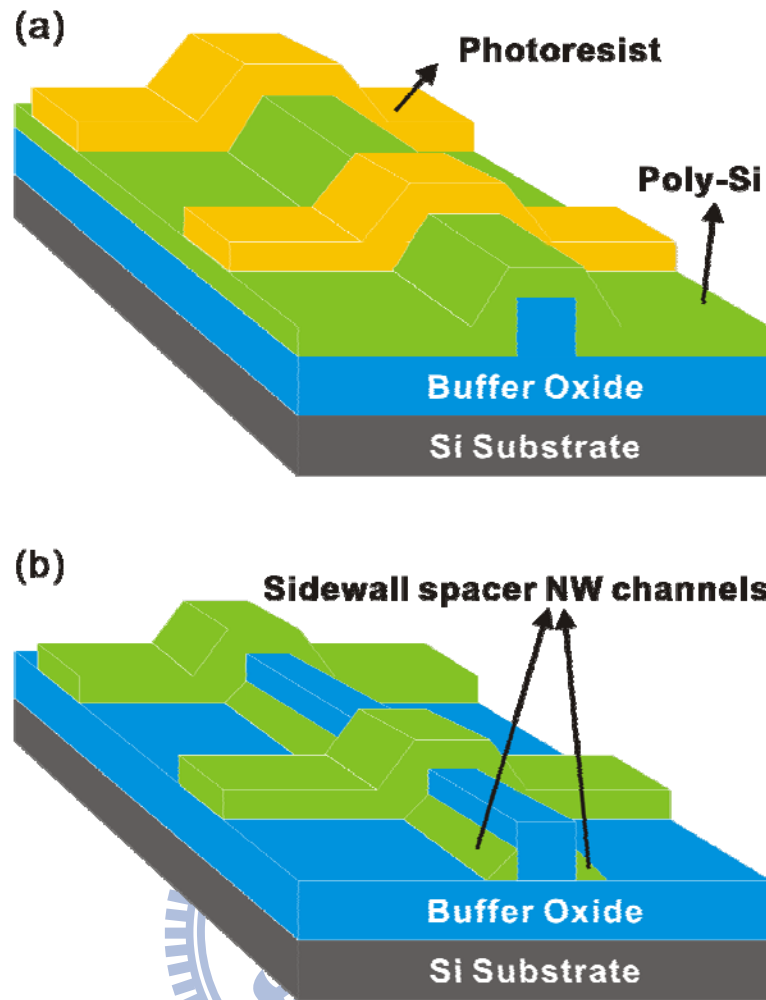 (a)
Photoresist
Poly-Si
Buffer Oxide
Si Substrate
(b)
Sidewall spacer NW channels
Buffer Oxide
Si Substrate